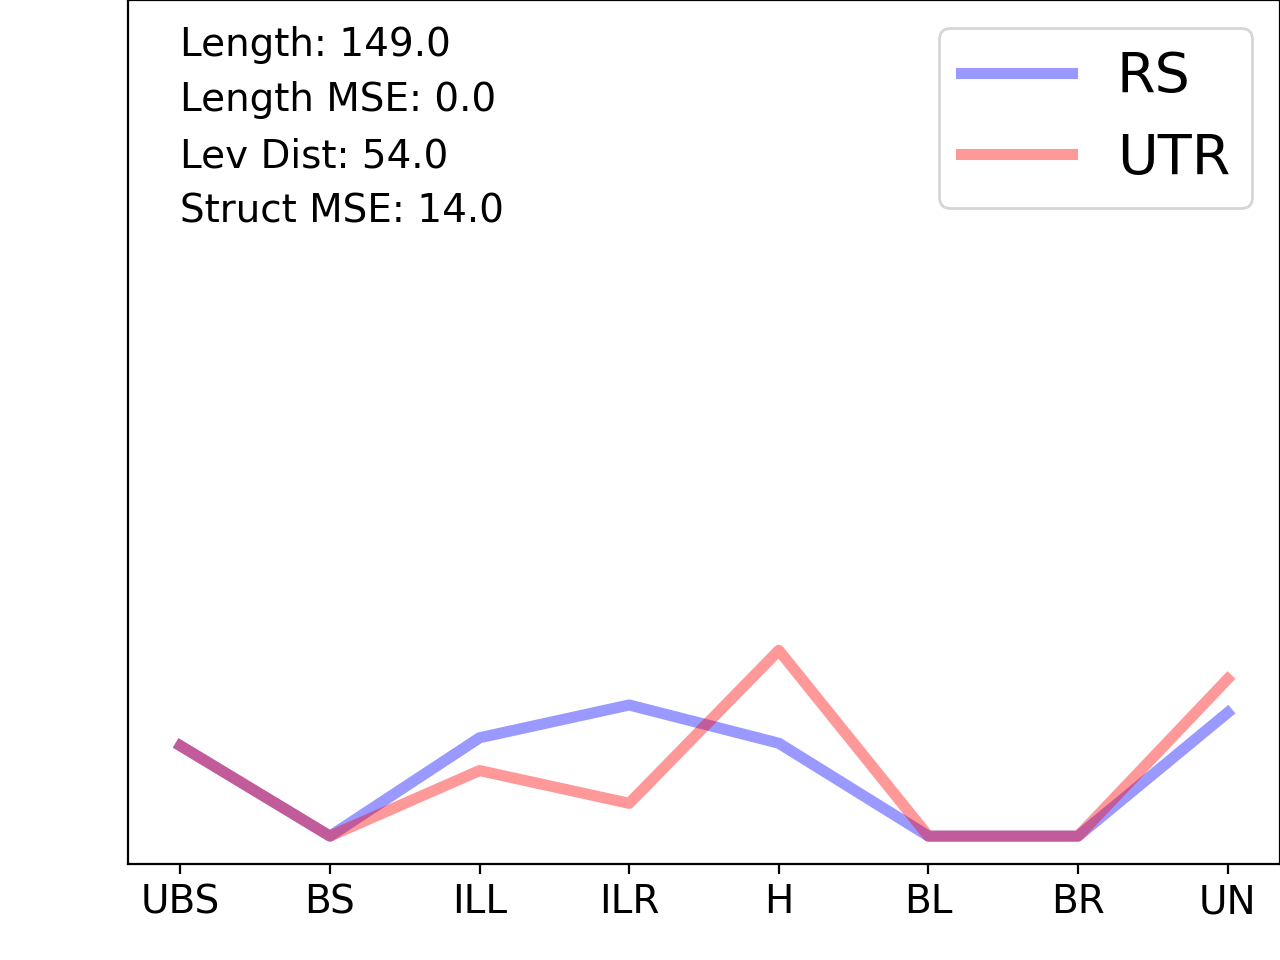 Length: 149.0
Length MSE: 0.0
Lev Dist: 54.0
Struct MSE: 14.0
RS
UTR
UBS BS ILL ILR H BL BR UN